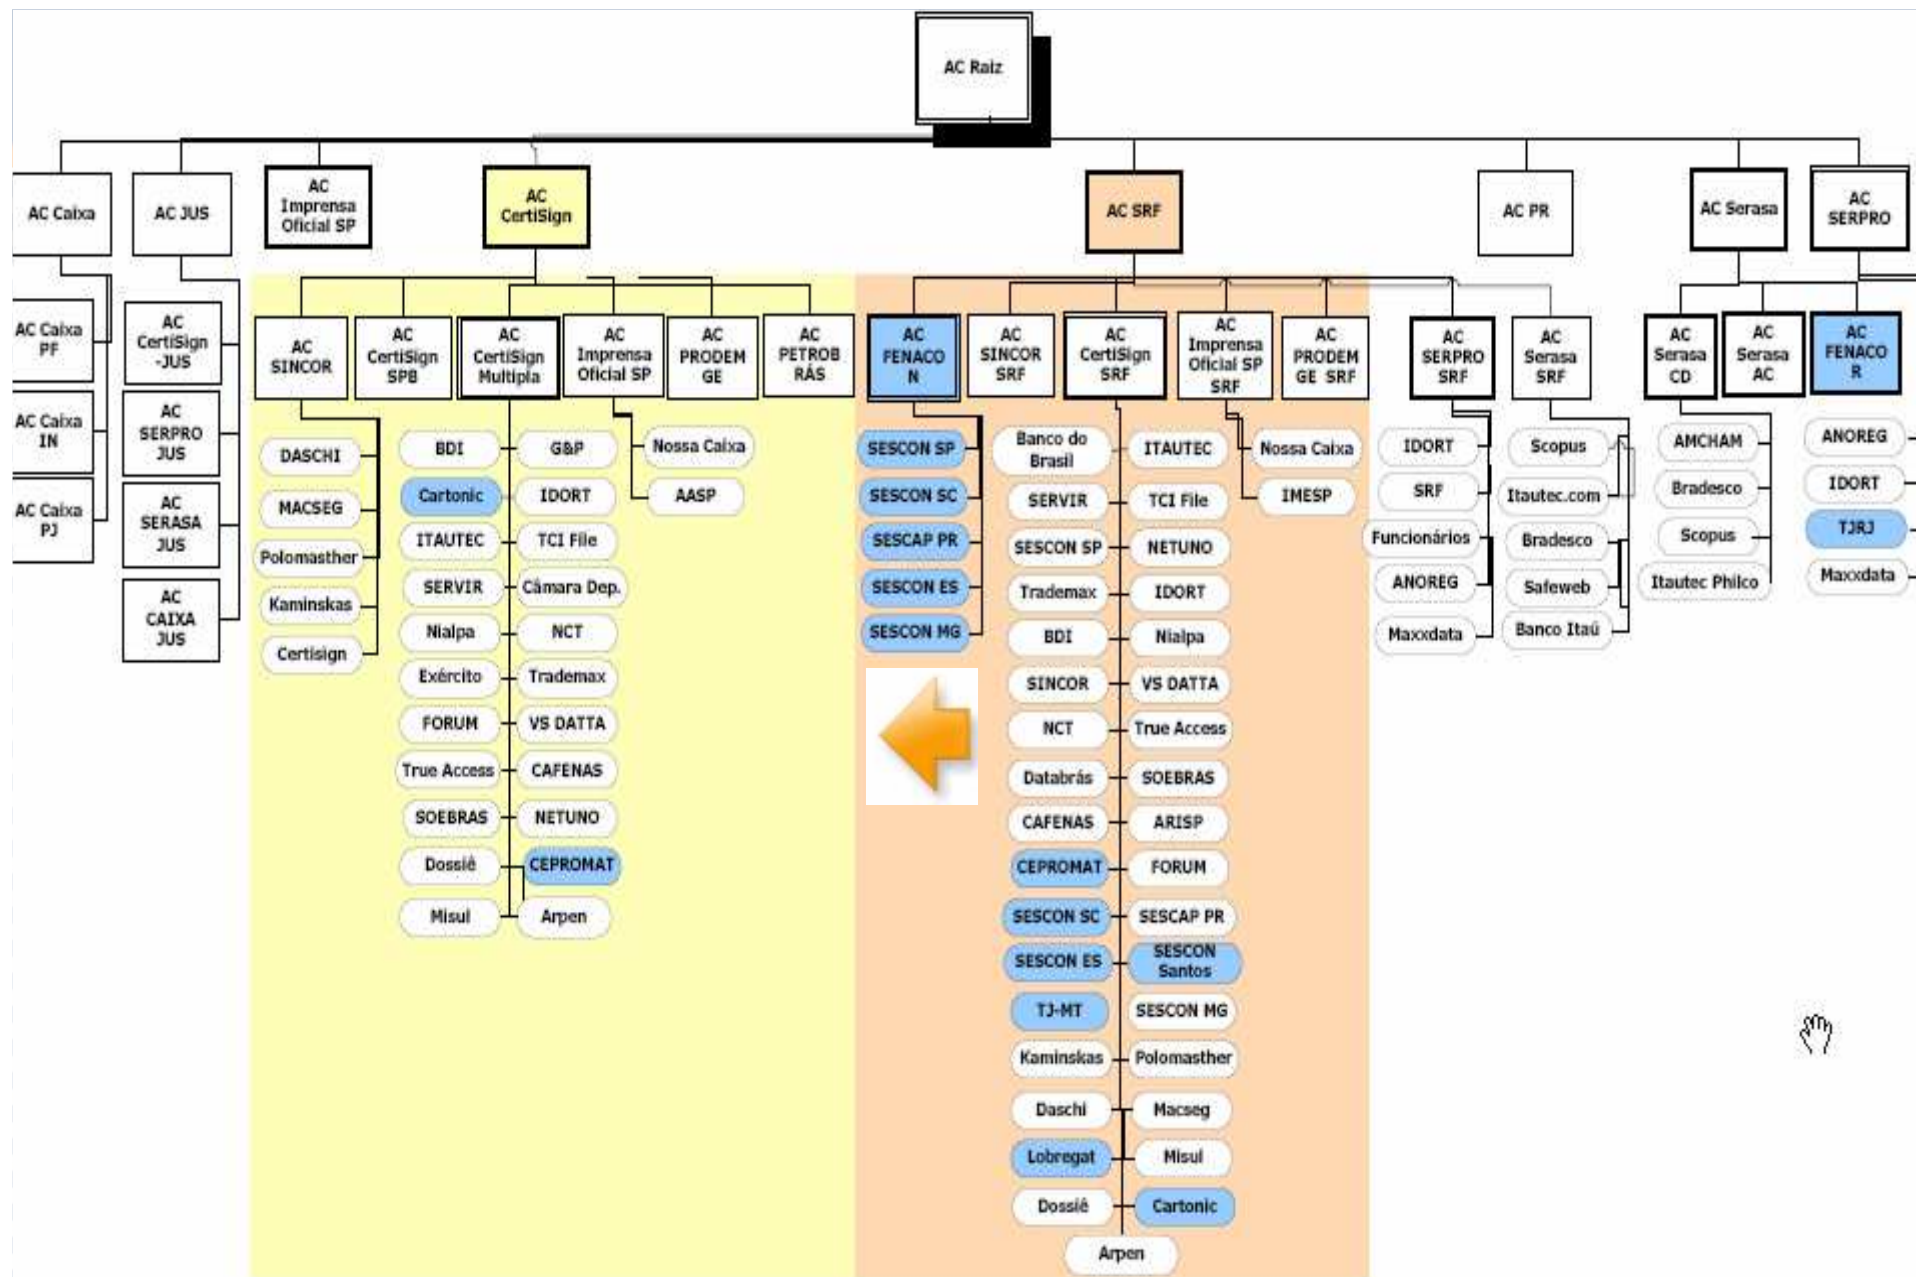 AC Raiz
AC Caixa
AC JUS
AC
Imprensa
Oficial SP
AC
CertiSign
AC SRF
AC PR
AC Serasa
AC
SERPRO
AC Caixa
PF
AC Caixa
IN
AC Caixa
PJ
AC
CertiSign
-JUS
AC
SERPRO
JUS
AC
SERASA
JUS
AC
CAIXA
JUS
AC
SINCOR
AC
CertiSign
SPB
AC
CertiSign
Multipla
AC
Imprensa
Oficial SP
AC
PRODEM
GE
AC
PETROB
RÁS
AC
FENACO
N
AC
SINCOR
SRF
AC
CertiSign
SRF
AC
Imprensa
Oficial SP
SRF
AC
PRODEM
GE SRF
AC
SERPRO
SRF
AC
Serasa
SRF
AC
Serasa
CD
AC
Serasa
AC
AC
FENACO
R
DASCHI
MACSEG
Polomasther
Kaminskas
Certisign
BDI
G&P
Cartonic
IDORT
ITAUTEC
TCI File
SERVIR
Câmara Dep.
Nialpa
NCT
Exército
Trademax
FORUM
VS DATTA
True Access
CAFENAS
SOEBRAS
NETUNO
Dossiê
CEPROMAT
Misul
Arpen
Nossa Caixa
AASP
SESCON SP
SESCON SC
SESCAP PR
SESCON ES
SESCON MG
Banco do
Brasil
ITAUTEC
SERVIR
TCI File
SESCON SP
NETUNO
Trademax
IDORT
BDI
Nialpa
SINCOR
VS DATTA
NCT
True Access
Databrás
SOEBRAS
CAFENAS
ARISP
CEPROMAT
FORUM
SESCON SC
SESCAP PR
SESCON ES
SESCON
Santos
TJ-MT
SESCON MG
Kaminskas
Polomasther
Daschi
Macseg
Lobregat
Misul
Dossiê
Cartonic
Arpen
Nossa Caixa
IMESP
IDORT
SRF
Funcionários
ANOREG
Maxxdata
Scopus
Itautec.com
Bradesco
Safeweb
Banco Itaú
AMCHAM
Bradesco
Scopus
Itautec Philco
ANOREG
IDORT
TJRJ
Maxxdata